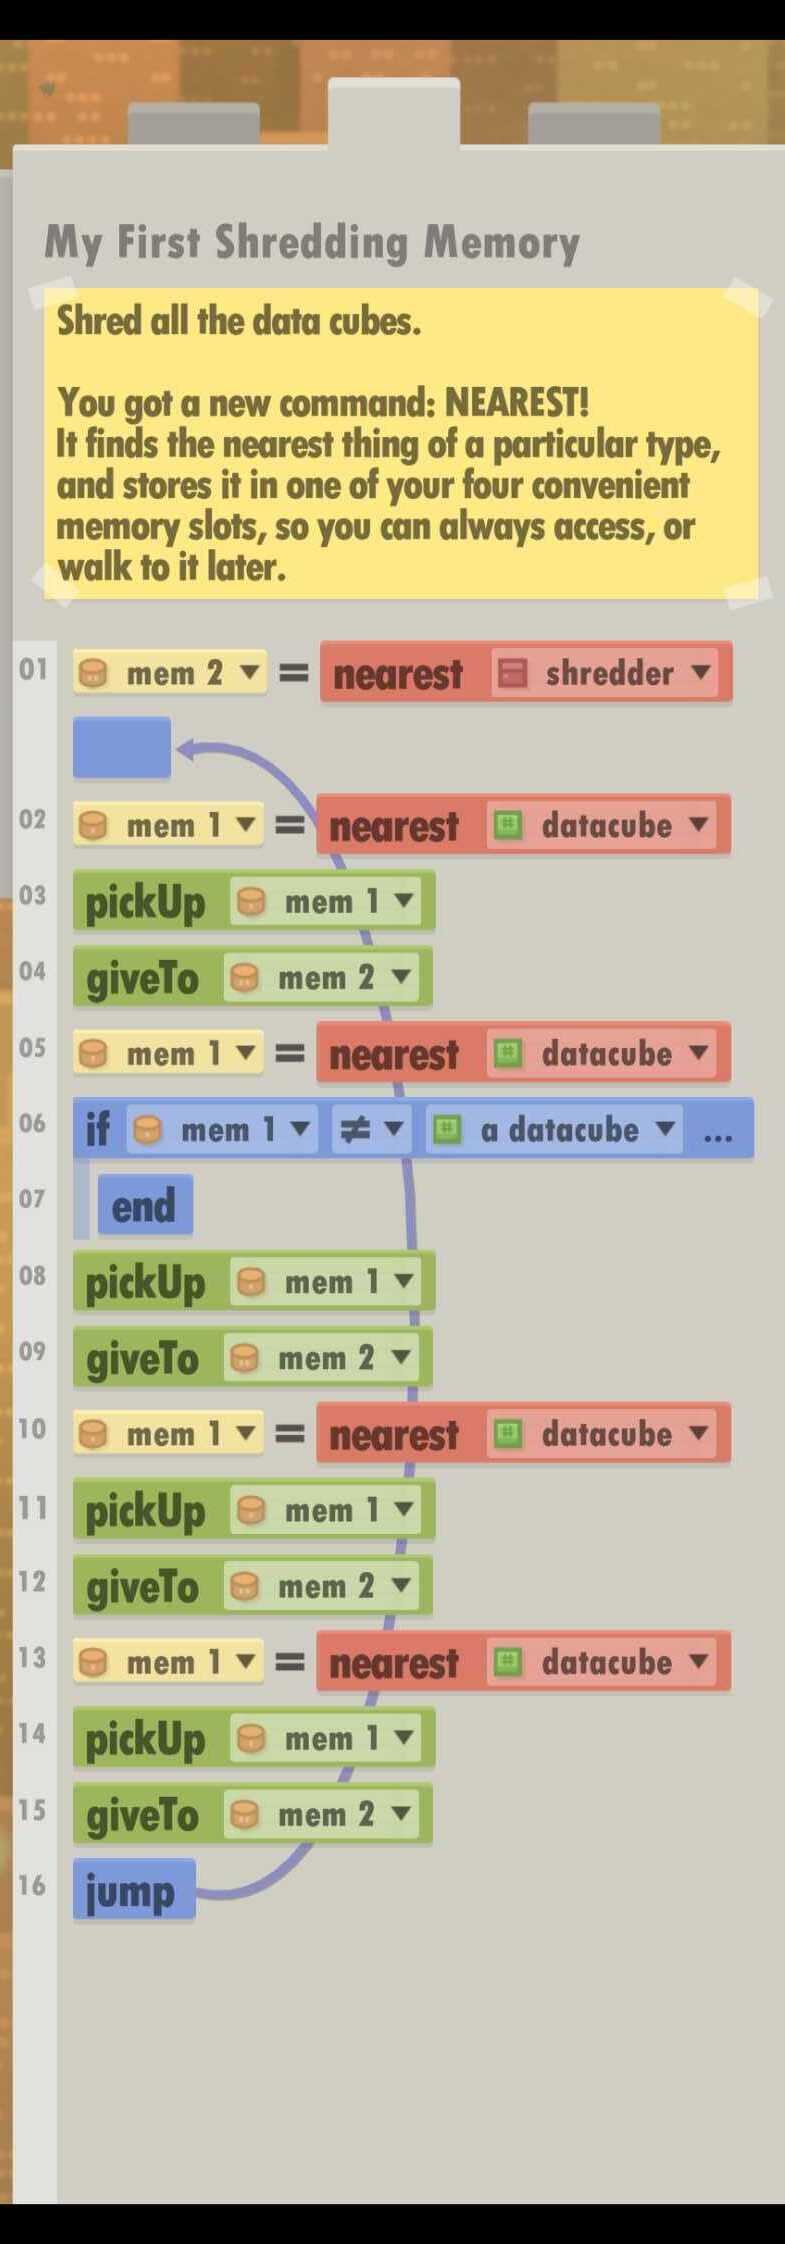 My First Shredding Memory
Shred all the data cubes.
You got a new command: NEAREST!
It finds the nearest thing of a particular type,
and stores it in one of your four convenient
memory slots, so you can always access, or
walk to it later.
01 mem 2 = nearest shredder
02 mem 1 = nearest datacube
03 pickUp mem 1
04 giveTo mem 2
05 mem 1 = nearest datacube
06 if mem 1 ≠ a datacube ...
07 end
08 pickUp mem 1
09 giveTo mem 2
10 mem 1 = nearest datacube
11 pickUp mem 1
12 giveTo mem 2
13 mem 1 = nearest datacube
14 pickUp mem 1
15 giveTo mem 2
16 jump